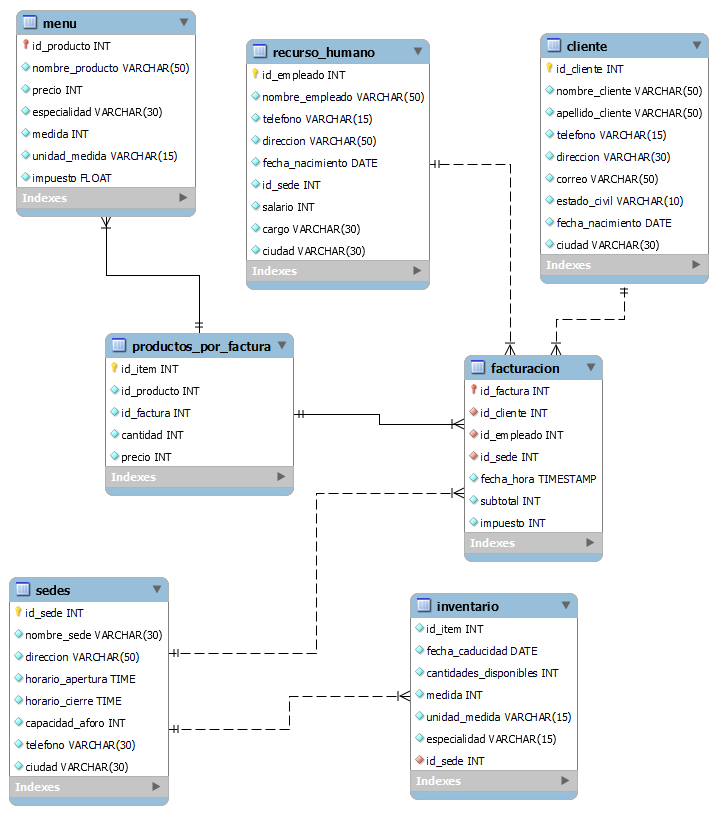 menu
id_producto INT
nombre_producto VARCHAR(50)
precio INT
especialidad VARCHAR(30)
medida INT
unidad_medida VARCHAR(15)
impuesto FLOAT
Indexes
recurso_humano
id_empleado INT
nombre_empleado VARCHAR(50)
telefono VARCHAR(15)
direccion VARCHAR(50)
fecha_nacimiento DATE
id_sede INT
salario INT
cargo VARCHAR(30)
ciudad VARCHAR(30)
Indexes
cliente
id_cliente INT
nombre_cliente VARCHAR(50)
apellido_cliente VARCHAR(50)
telefono VARCHAR(15)
direccion VARCHAR(30)
correo VARCHAR(50)
estado_civil VARCHAR(10)
fecha_nacimiento DATE
ciudad VARCHAR(30)
Indexes
productos_por_factura
id_item INT
id_producto INT
id_factura INT
cantidad INT
precio INT
Indexes
facturacion
id_factura INT
id_cliente INT
id_empleado INT
id_sede INT
fecha_hora TIMESTAMP
subtotal INT
impuesto INT
Indexes
sedes
id_sede INT
nombre_sede VARCHAR(30)
direccion VARCHAR(50)
horario_apertura TIME
horario_cierre TIME
capacidad_aforo INT
telefono VARCHAR(30)
ciudad VARCHAR(30)
Indexes
inventario
id_item INT
fecha_caducidad DATE
cantidades_disponibles INT
medida INT
unidad_medida VARCHAR(15)
especialidad VARCHAR(15)
id_sede INT
Indexes